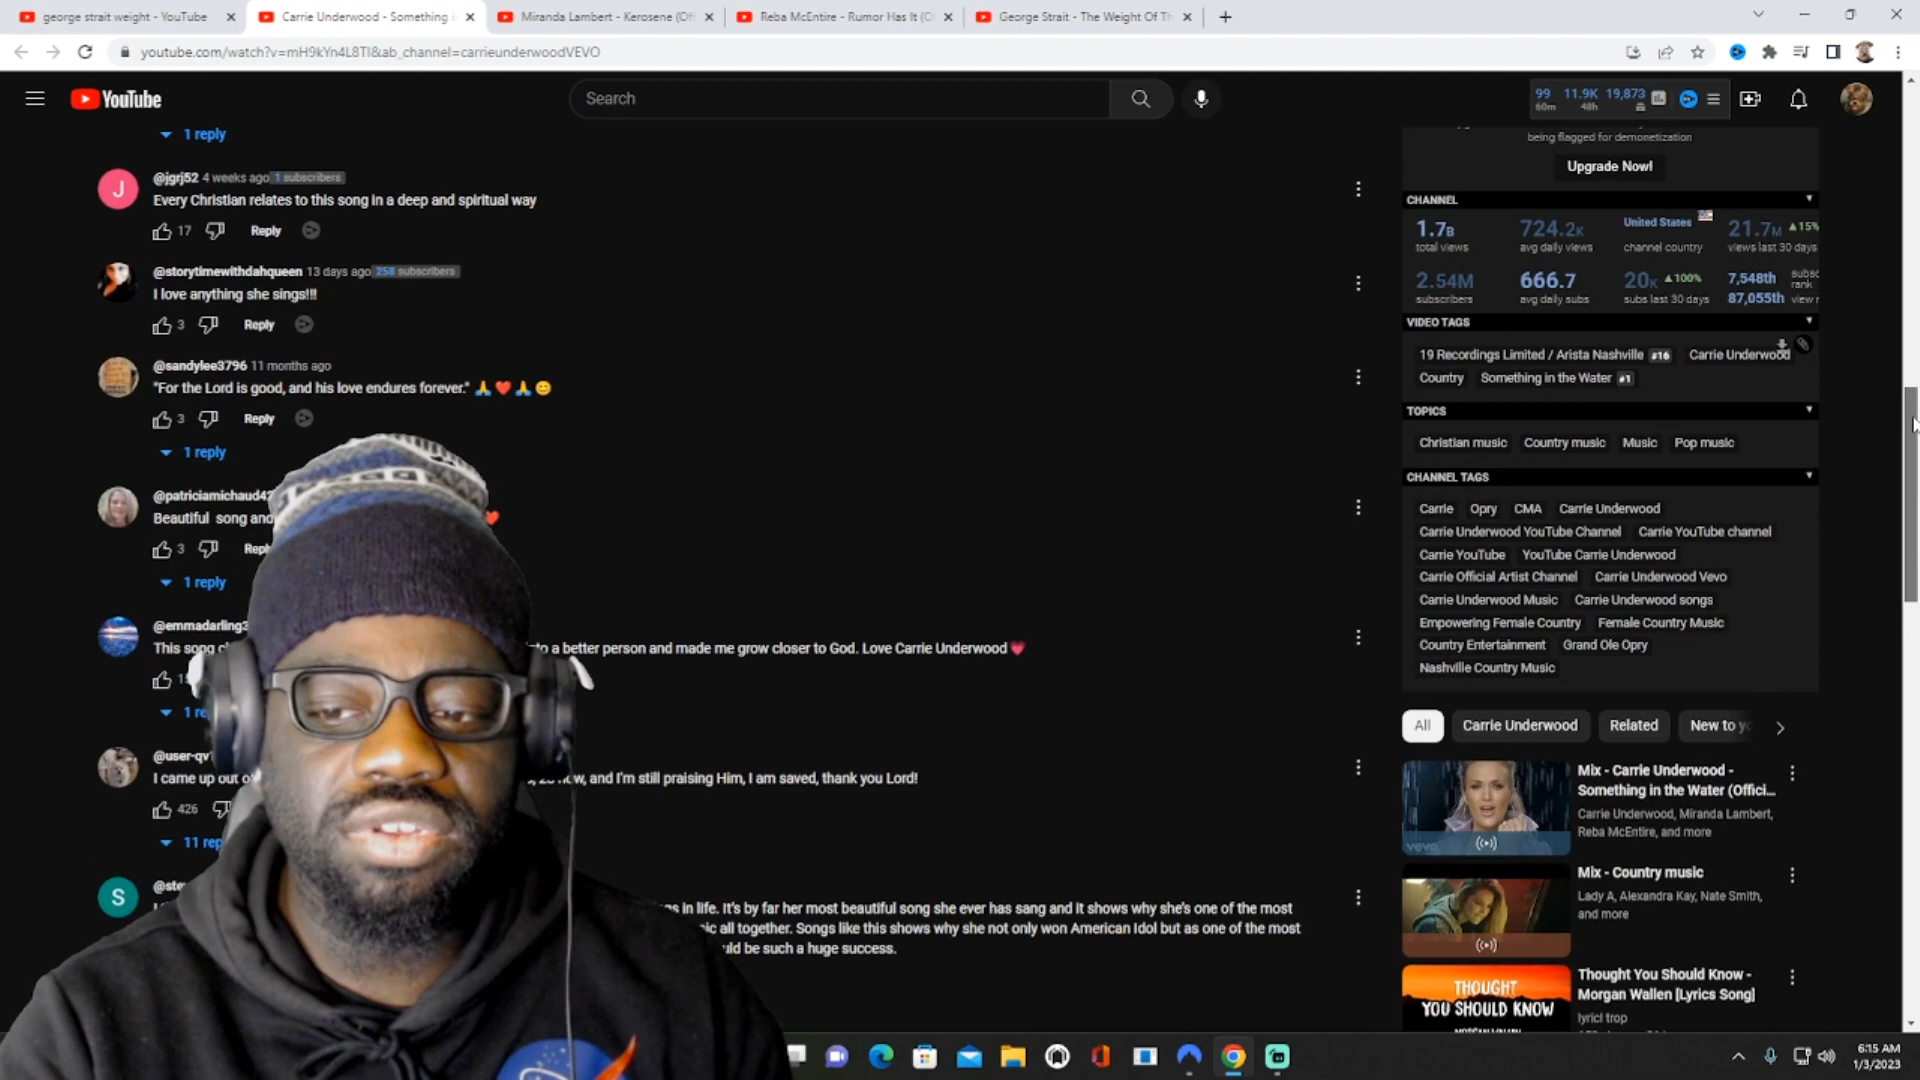 george strait weight - YouTube
Carrie Underwood - Something i
Miranda Lambert - Kerosene (Of
Reba McEntire - Rumor Has It (O
George Strait - The Weight Of Th
youtube.com/watch?v=mH9kYn4L8TI&ab_channel=carrieunderwoodVEVO
YouTube
Search
99 11.9K 19,873
60m 48h
1 reply
@jgrj52 4 weeks ago 1 subscribers
Every Christian relates to this song in a deep and spiritual way
17 Reply
@storytimewithdahqueen 13 days ago 258 subscribers
I love anything she sings!!!
3 Reply
@sandylee3796 11 months ago
"For the Lord is good, and his love endures forever." 🙏❤️🙏😊
3 Reply
1 reply
@patriciamichaud42
Beautiful song and
3
1 reply
@emmadarling3
This song into a better person and made me grow closer to God. Love Carrie Underwood 💗
I came up out o now, and I'm still praising Him, I am saved, thank you Lord!
426
11 rep
S
in life. It's by far her most beautiful song she ever has sang and it shows why she's one of the most
all together. Songs like this shows why she not only won American Idol but as one of the most
be such a huge success.
being flagged for demonetization
Upgrade Now!
CHANNEL
1.7B 724.2K United States 21.7M ▲15%
total views avg daily views channel country views last 30 days
2.54M 666.7 20K ▲100% 7,548th subsc rank
subscribers avg daily subs subs last 30 days 87,055th view r
VIDEO TAGS
19 Recordings Limited / Arista Nashville #16 Carrie Underwood
Country Something in the Water #1
TOPICS
Christian music Country music Music Pop music
CHANNEL TAGS
Carrie Opry CMA Carrie Underwood
Carrie Underwood YouTube Channel Carrie YouTube channel
Carrie YouTube YouTube Carrie Underwood
Carrie Official Artist Channel Carrie Underwood Vevo
Carrie Underwood Music Carrie Underwood songs
Empowering Female Country Female Country Music
Country Entertainment Grand Ole Opry
Nashville Country Music
All Carrie Underwood Related New to yo
vevo
Mix - Carrie Underwood -
Something in the Water (Offici...
Carrie Underwood, Miranda Lambert,
Reba McEntire, and more
Mix - Country music
Lady A, Alexandra Kay, Nate Smith,
and more
THOUGHT
YOU SHOULD KNOW
Thought You Should Know -
Morgan Wallen [Lyrics Song]
lyricl trop
6:15 AM
1/3/2023